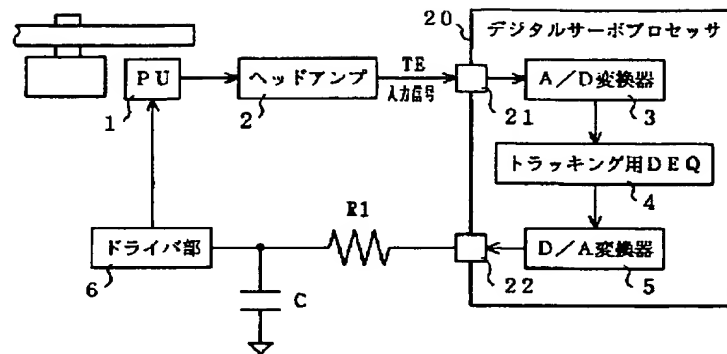 20
デジタルサーボプロセッサ
PU
1
ヘッドアンプ
2
TE
入力信号
21
A/D変換器
3
トラッキング用DEQ
4
R1
ドライバ部
6
C
22
D/A変換器
5